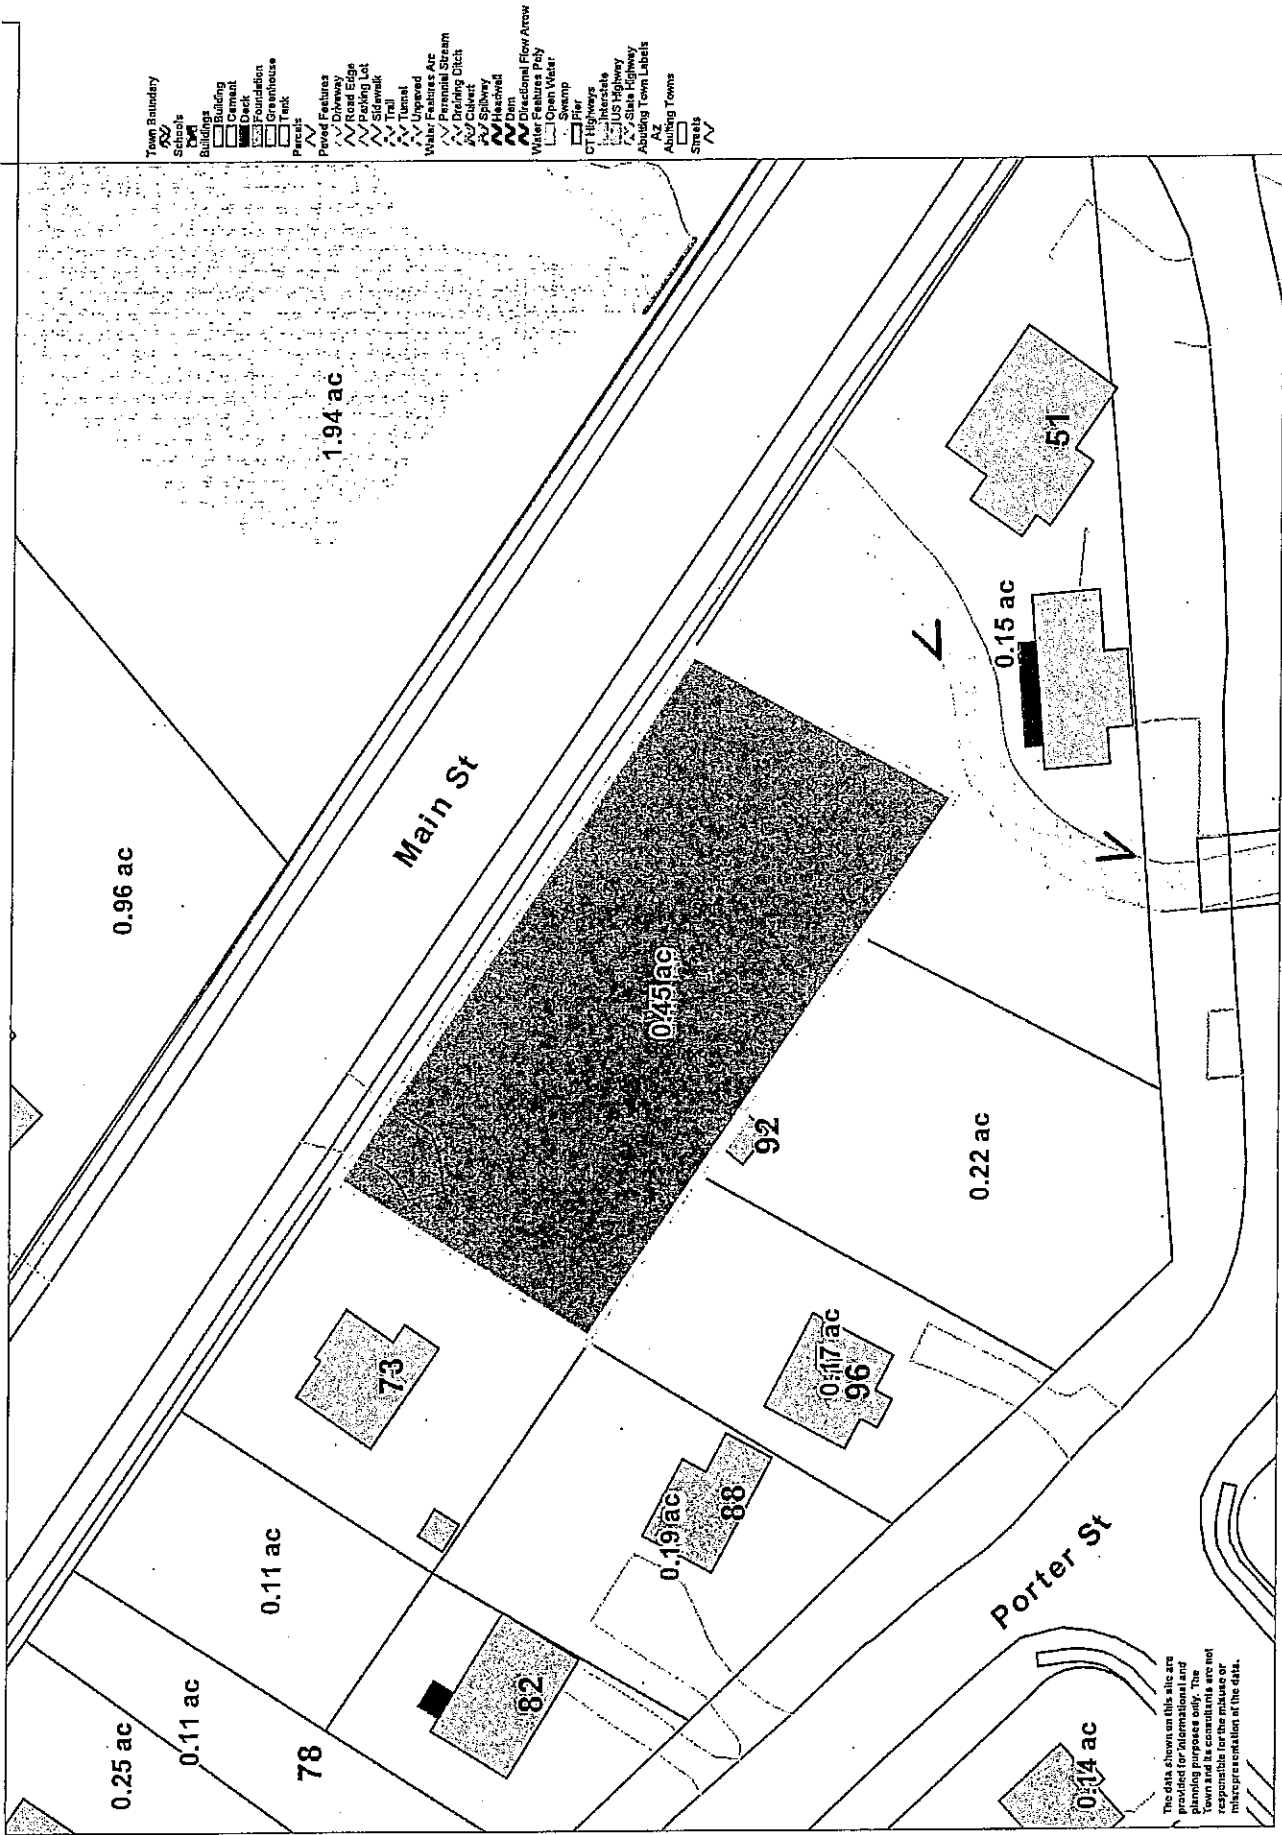 Town Boundary
Schools
Buildings
Building
Cement
Deck
Foundation
Greenhouse
Tank
Parcels
Paved Features
Driveway
Road Edge
Parking Lot
Sidewalk
Trail
Tunnel
Unpaved
Water Features Arc
Perennial Stream
Draining Ditch
Culvert
Spillway
Headwall
Dam
Directional Flow Arrow
Water Features Poly
Open Water
Swamp
Pier
CT Highways
Interstate
US Highway
State Highway
Abutting Town Labels
AZ
Abutting Towns
Streets
1.94 ac
0.96 ac
Main St
51
0.15 ac
0.45 ac
92
0.22 ac
73
0.17 ac
96
0.19 ac
88
0.11 ac
82
0.11 ac
0.25 ac
78
Porter St
0.14 ac
The data shown on this site are
provided for informational and
planning purposes only. The
Town and its consultants are not
responsible for the misuse or
misrepresentation of the data.